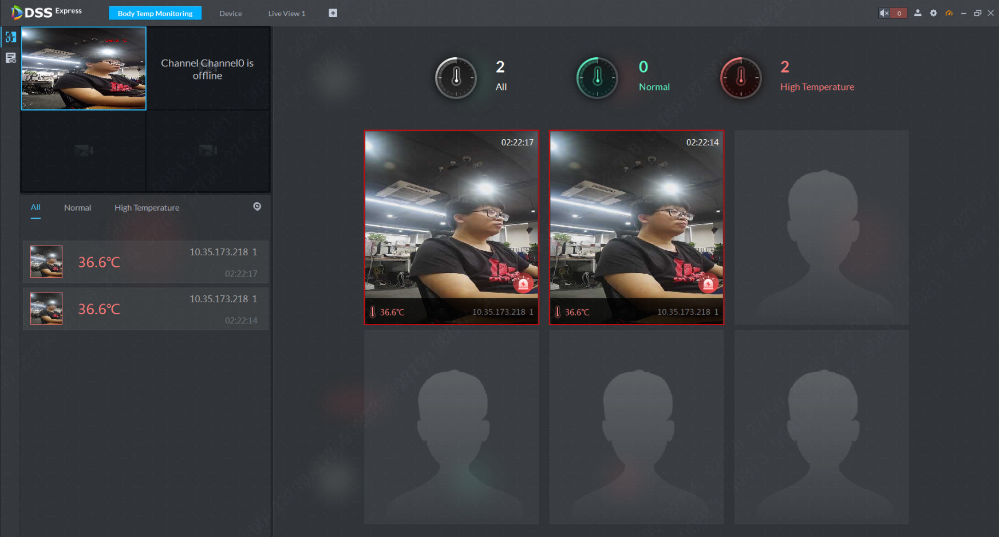 DSS Express
Body Temp Monitoring
Device
Live View 1
0
Channel Channel0 is
offline
2
All
0
Normal
2
High Temperature
All
Normal
High Temperature
36.6℃
10.35.173.218 1
02:22:17
36.6℃
10.35.173.218 1
02:22:14
02:22:17
36.6℃
10.35.173.218 1
02:22:14
36.6℃
10.35.173.218 1